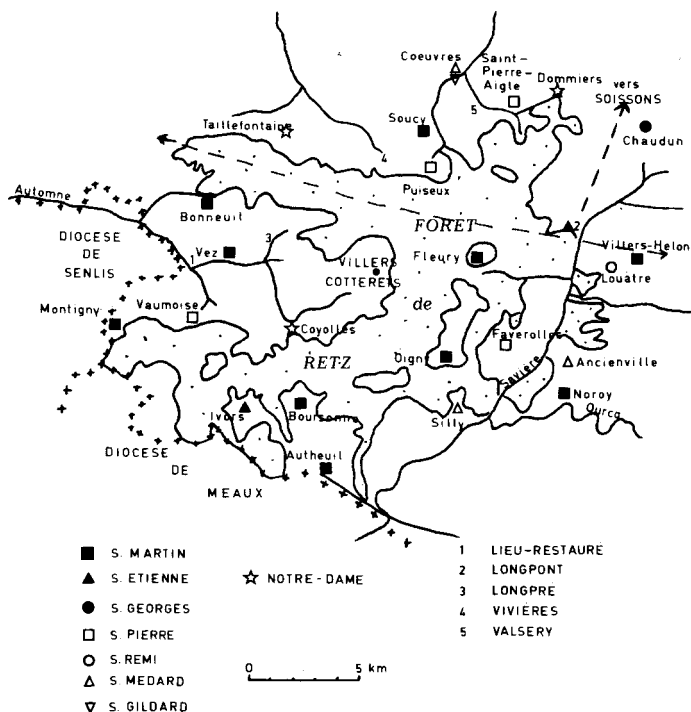 Coeuvres
Saint-
Pierre-
Aigle
Dommiers
vers
SOISSONS
Taillefontaine
Soucy
5
Chaudun
4
Puiseux
Automne
Bonneuil
FORET
2
DIOCESE
DE
SENLIS
Vez
3
1
VILLERS
COTTERETS
Fleury
Villers-Helon
Louatre
Montigny
Vaumoise
de
Coyolles
Faverolles
RETZ
Oigny
Savière
Ancienville
Ivors
Boursonne
Silly
Noroy
Ourcq
DIOCESE
DE
MEAUX
Autheuil
S. MARTIN
S. ETIENNE
NOTRE-DAME
S. GEORGES
S. PIERRE
S. REMI
S. MEDARD
S. GILDARD
1 LIEU-RESTAURE
2 LONGPONT
3 LONGPRE
4 VIVIÈRES
5 VALSERY
0 5 km